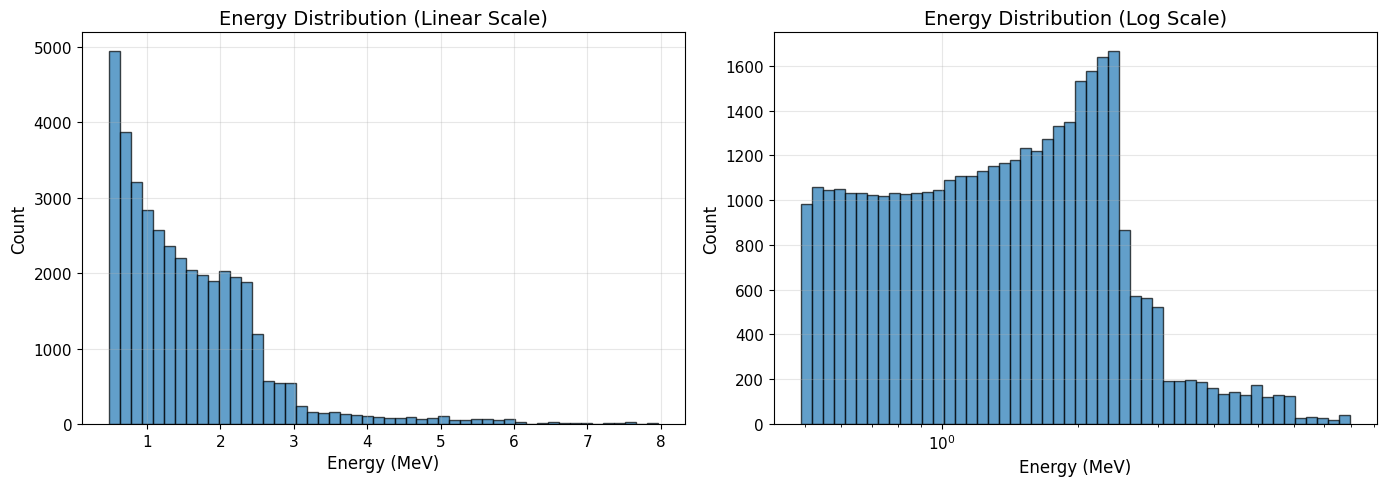 Energy Distribution (Linear Scale)
5000
4000
3000
2000
1000
0
Count
1 2 3 4 5 6 7 8
Energy (MeV)
Energy Distribution (Log Scale)
1600
1400
1200
1000
800
600
400
200
0
Count
10⁰
Energy (MeV)